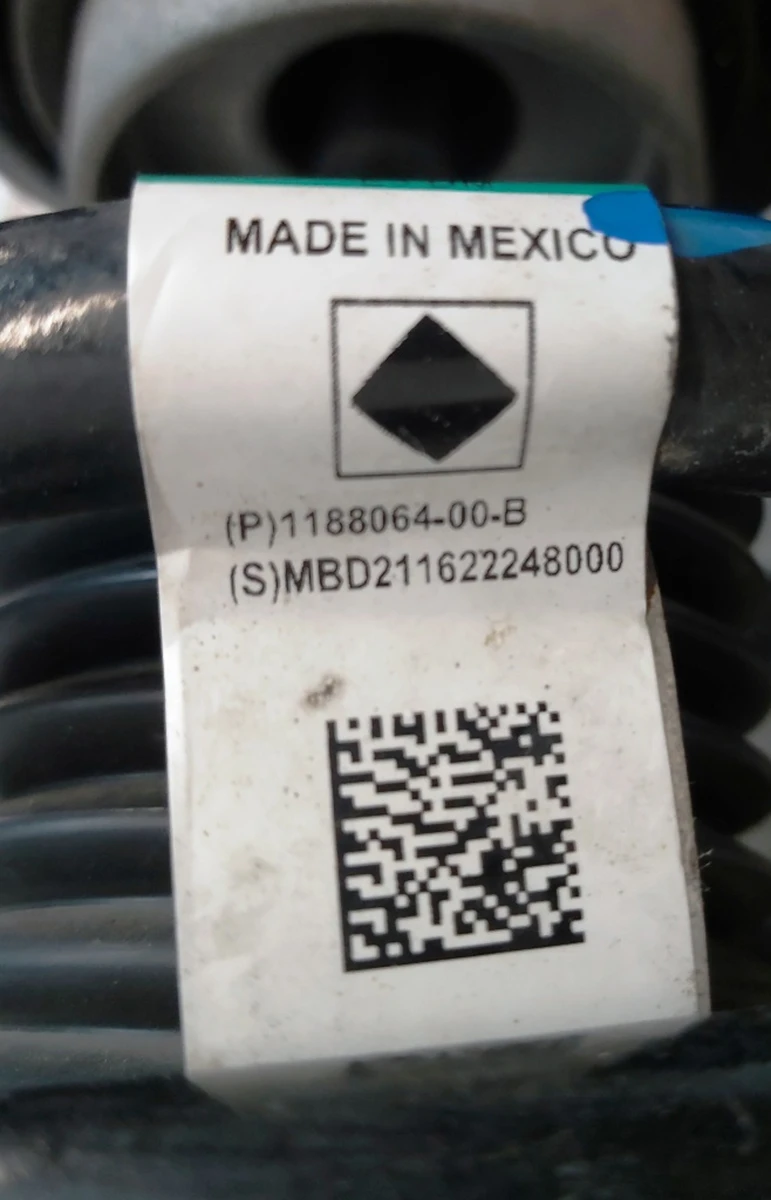 MADE IN MEXICO
(P)1188064-00-B
(S)MBD211622248000